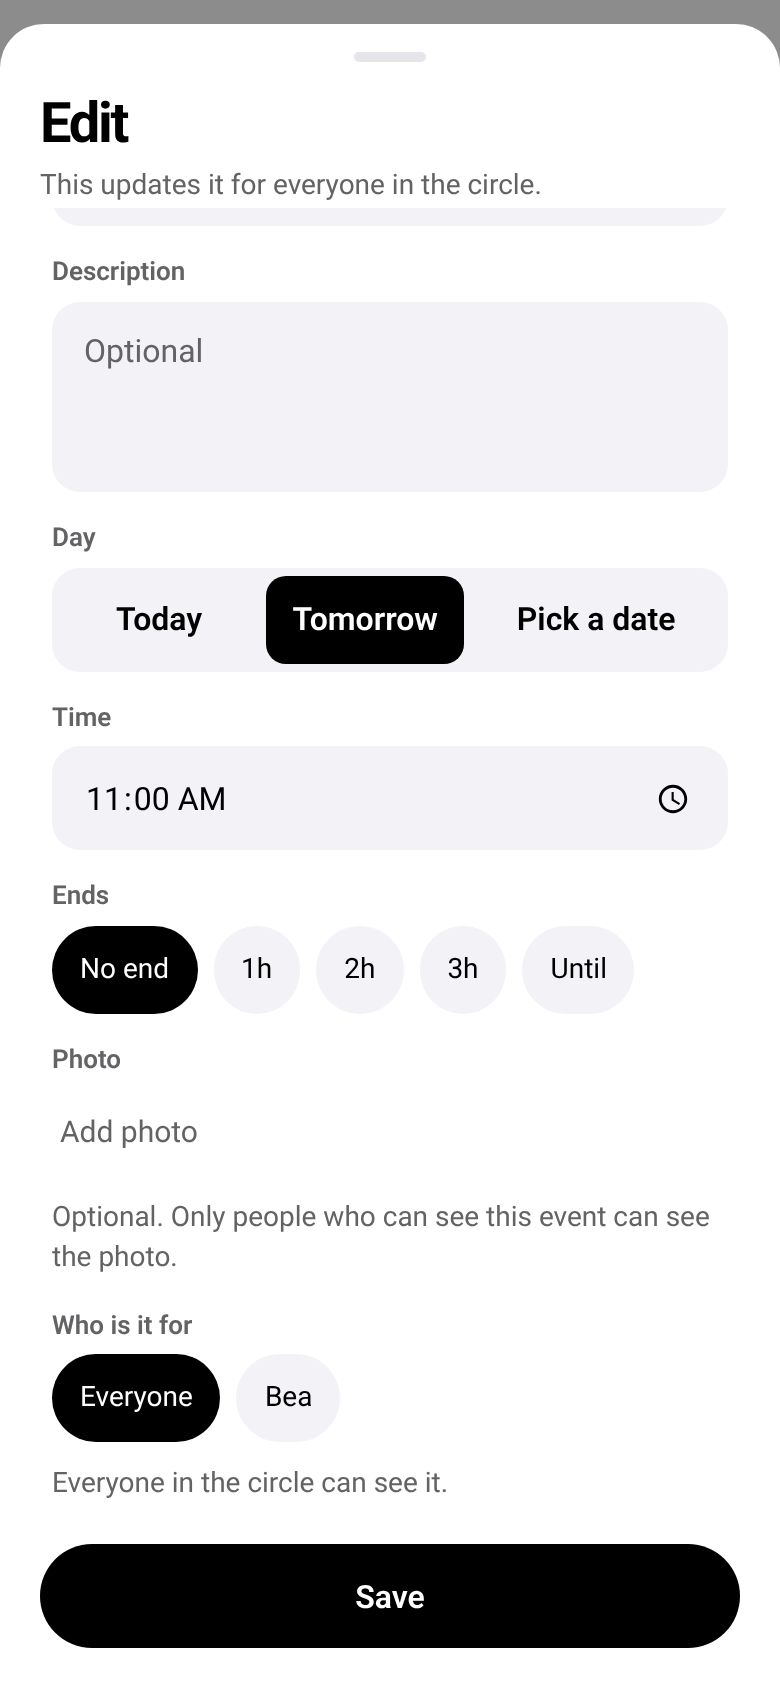 Edit
This updates it for everyone in the circle.
Description
Optional
Day
Today Tomorrow Pick a date
Time
11:00 AM
Ends
No end 1h 2h 3h Until
Photo
Add photo
Optional. Only people who can see this event can see
the photo.
Who is it for
Everyone Bea
Everyone in the circle can see it.
Save